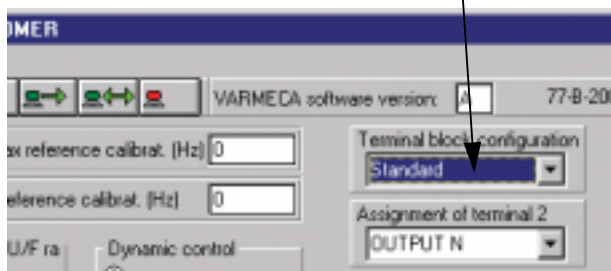 OMER
VARMECA software version: A 77-B-200
ax reference calibrat. (Hz) 0
Terminal block configuration
Standard
eference calibrat. (Hz) 0
Assignment of terminal 2
OUTPUT N
U/F ra Dynamic control